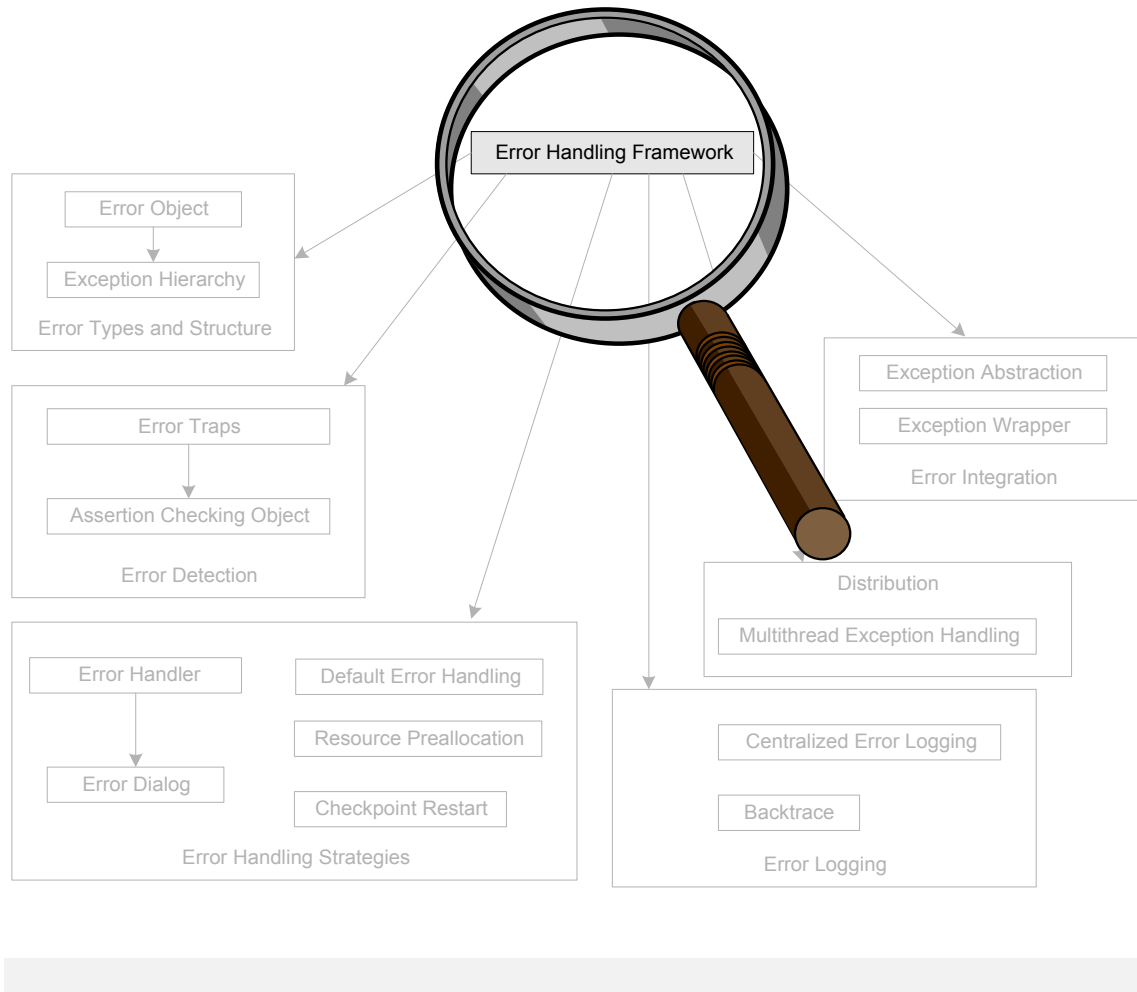 Error Handling Framework
Error Object
Exception Hierarchy
Error Types and Structure
Error Traps
Assertion Checking Object
Error Detection
Error Handler
Error Dialog
Default Error Handling
Resource Preallocation
Checkpoint Restart
Error Handling Strategies
Exception Abstraction
Exception Wrapper
Error Integration
Distribution
Multithread Exception Handling
Centralized Error Logging
Backtrace
Error Logging